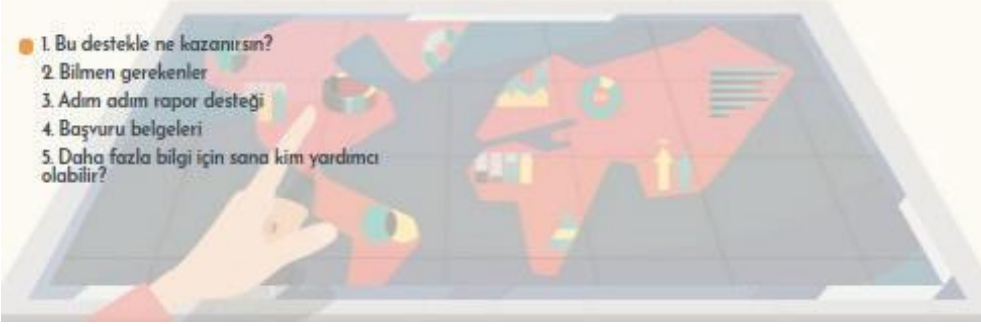 1. Bu destekle ne kazanırsın?
2. Bilmen gerekenler
3. Adım adım rapor desteği
4. Başvuru belgeleri
5. Daha fazla bilgi için sana kim yardımcı
olabilir?